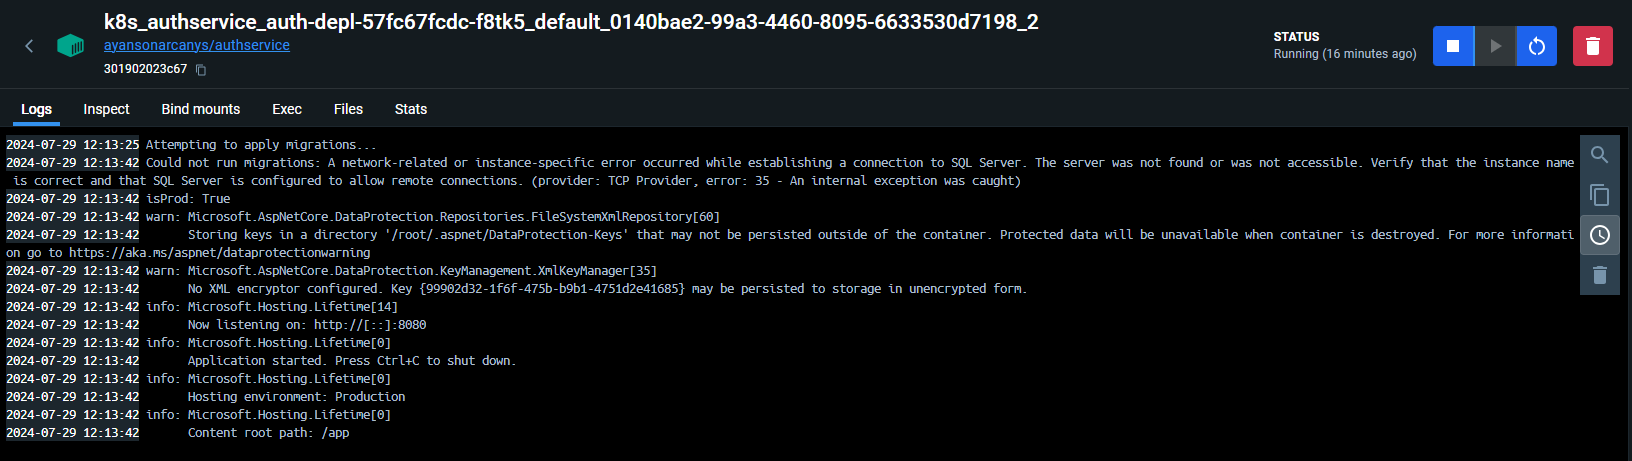 k8s_authservice_auth-depl-57fc67fcdc-f8tk5_default_0140bae2-99a3-4460-8095-6633530d7198_2
ayansonarcanys/authservice
301902023c67
STATUS
Running (16 minutes ago)
Logs Inspect Bind mounts Exec Files Stats
2024-07-29 12:13:25 Attempting to apply migrations...
2024-07-29 12:13:42 Could not run migrations: A network-related or instance-specific error occurred while establishing a connection to SQL Server. The server was not found or was not accessible. Verify that the instance name
is correct and that SQL Server is configured to allow remote connections. (provider: TCP Provider, error: 35 - An internal exception was caught)
2024-07-29 12:13:42 isProd: True
2024-07-29 12:13:42 warn: Microsoft.AspNetCore.DataProtection.Repositories.FileSystemXmlRepository[60]
2024-07-29 12:13:42 Storing keys in a directory '/root/.aspnet/DataProtection-Keys' that may not be persisted outside of the container. Protected data will be unavailable when container is destroyed. For more informati
on go to https://aka.ms/aspnet/dataprotectionwarning
2024-07-29 12:13:42 warn: Microsoft.AspNetCore.DataProtection.KeyManagement.XmlKeyManager[35]
2024-07-29 12:13:42 No XML encryptor configured. Key {99902d32-1f6f-475b-b9b1-4751d2e41685} may be persisted to storage in unencrypted form.
2024-07-29 12:13:42 info: Microsoft.Hosting.Lifetime[14]
2024-07-29 12:13:42 Now listening on: http://[::]:8080
2024-07-29 12:13:42 info: Microsoft.Hosting.Lifetime[0]
2024-07-29 12:13:42 Application started. Press Ctrl+C to shut down.
2024-07-29 12:13:42 info: Microsoft.Hosting.Lifetime[0]
2024-07-29 12:13:42 Hosting environment: Production
2024-07-29 12:13:42 info: Microsoft.Hosting.Lifetime[0]
2024-07-29 12:13:42 Content root path: /app